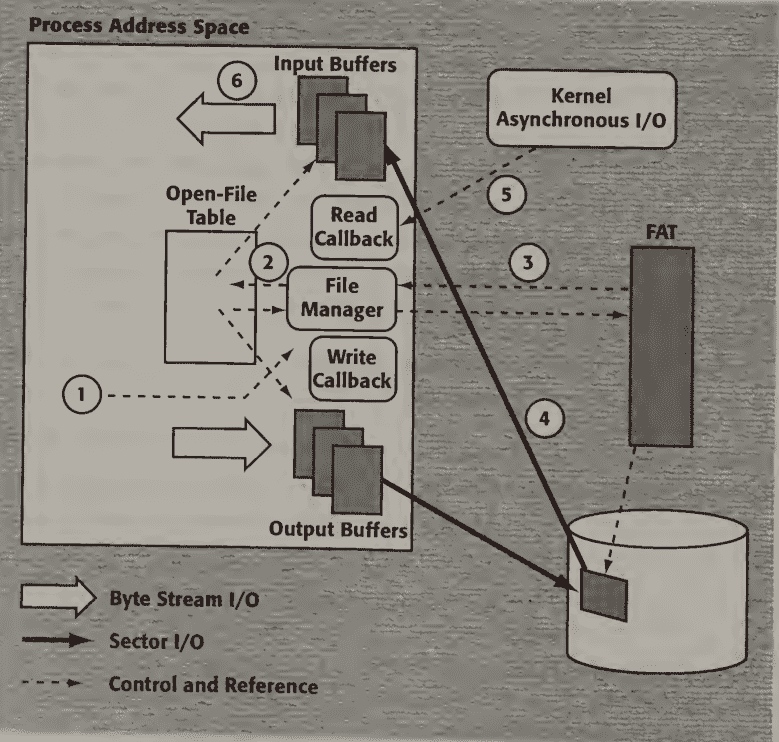 Process Address Space
6
Input Buffers
Kernel
Asynchronous I/O
Open-File
Table
Read
Callback
5
FAT
2
3
File
Manager
Write
Callback
1
4
Output Buffers
Byte Stream I/O
Sector I/O
Control and Reference